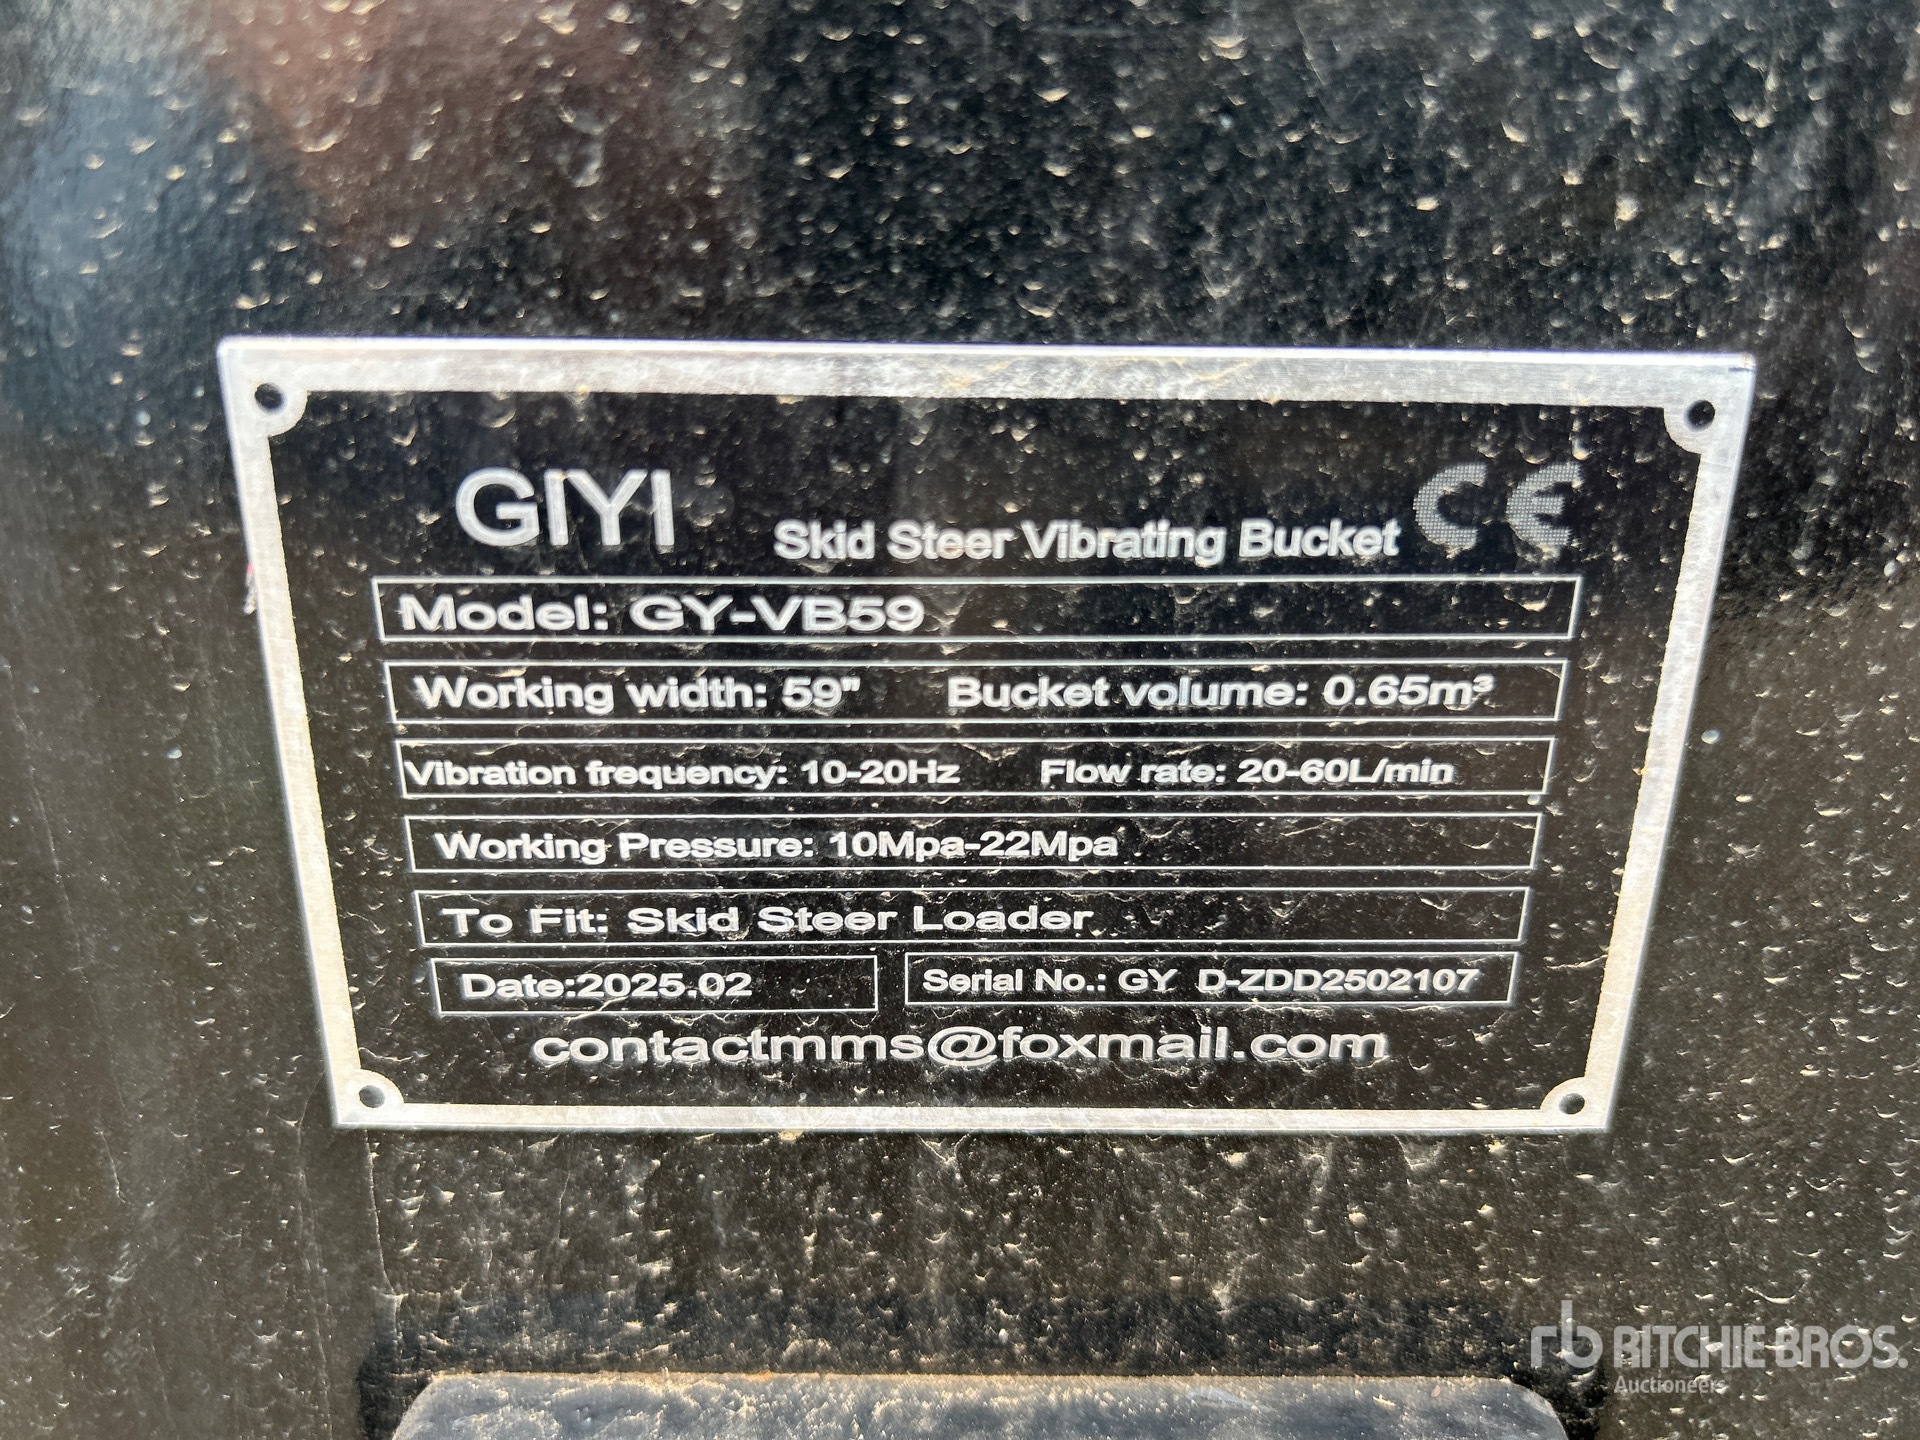 GIYI Skid Steer Vibrating Bucket CE
Model: GY-VB59
Working width: 59" Bucket volume: 0.65m³
Vibration frequency: 10-20Hz Flow rate: 20-60L/min
Working Pressure: 10Mpa-22Mpa
To Fit: Skid Steer Loader
Date:2025.02 Serial No.: GY D-ZDD2502107
contactmms@foxmail.com
rb RITCHIE BROS.
Auctioneers